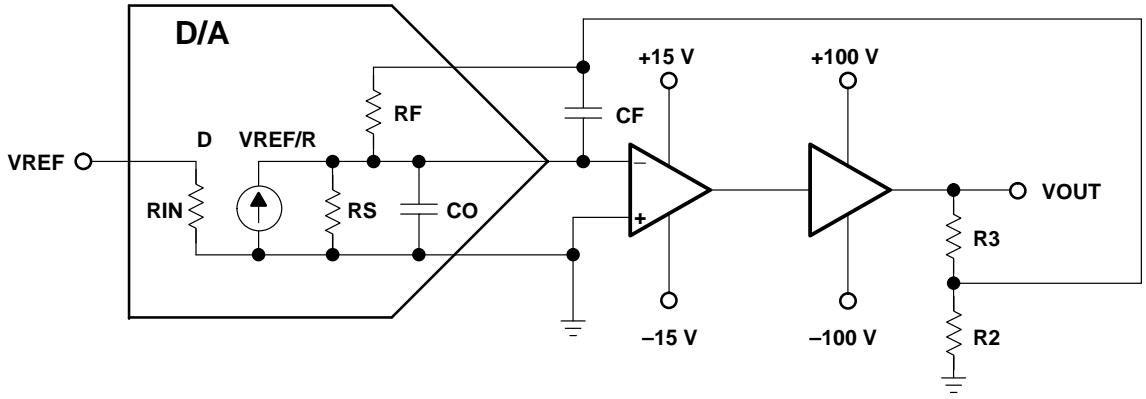 D/A
+15 V
+100 V
RF
CF
D
VREF/R
VREF
–
RIN
RS
CO
VOUT
+
R3
–15 V
–100 V
R2